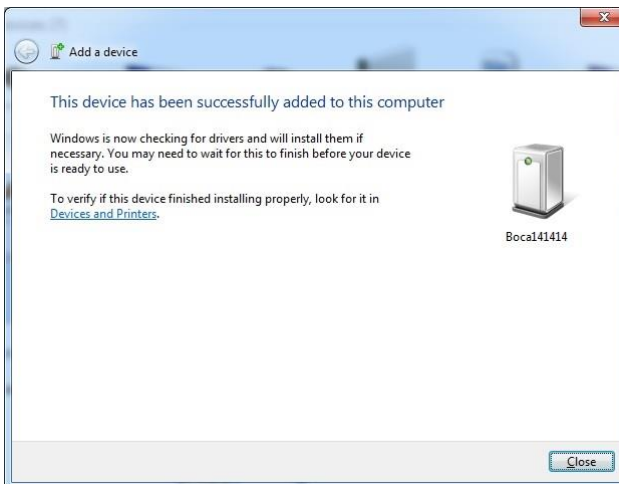 Add a device
This device has been successfully added to this computer
Windows is now checking for drivers and will install them if
necessary. You may need to wait for this to finish before your device
is ready to use.
To verify if this device finished installing properly, look for it in
Devices and Printers.
Boca141414
Close